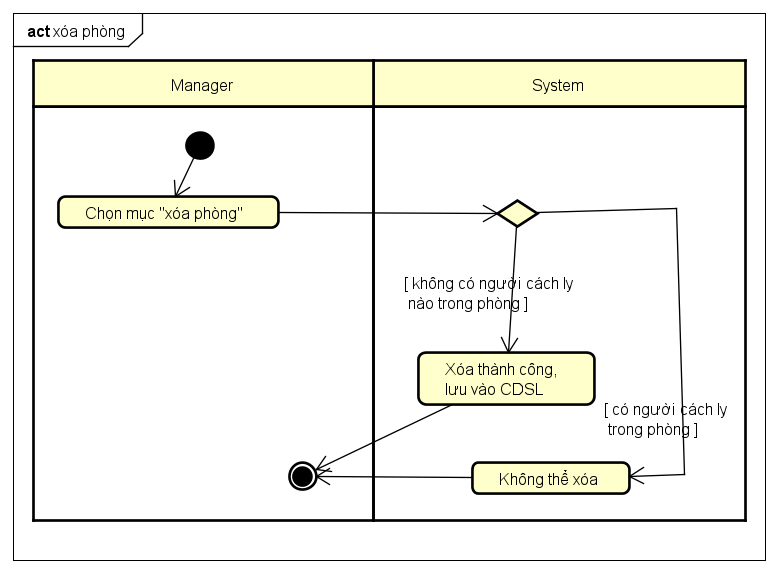 act xóa phòng
Manager
System
Chọn mục "xóa phòng"
[ không có người cách ly
nào trong phòng ]
Xóa thành công,
lưu vào CDSL
[ có người cách ly
trong phòng ]
Không thể xóa